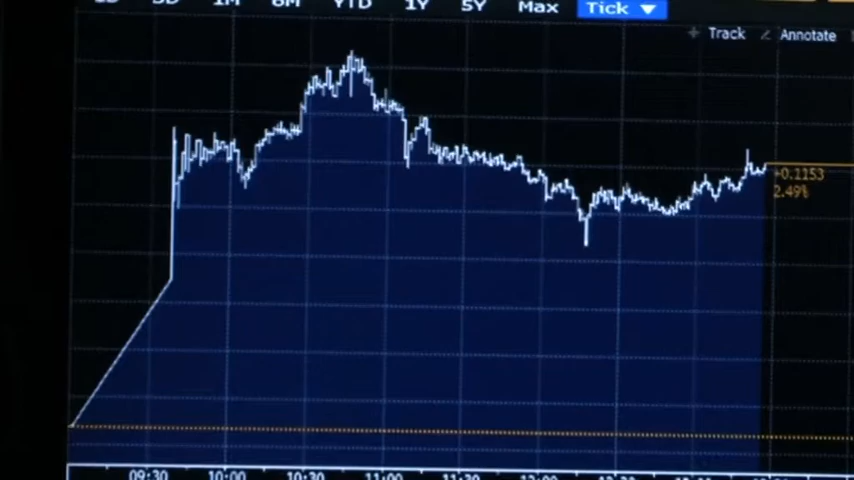 1M 6M YTD 1Y 5Y Max Tick
Track Annotate
+0.1153
2.49%
09:30 10:00 10:30 11:00 11:30 12:00